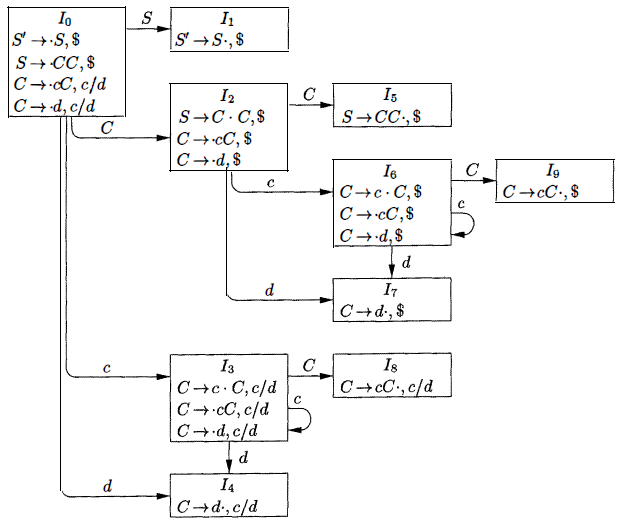 I₀
S′ → ·S, $
S → ·CC, $
C → ·cC, c/d
C → ·d, c/d
S
I₁
S′ → S·, $
C
I₂
S → C · C, $
C → ·cC, $
C → ·d, $
C
I₅
S → CC·, $
c
I₆
C → c · C, $
C → ·cC, $
C → ·d, $
C
I₉
C → cC·, $
c
d
d
I₇
C → d·, $
c
I₃
C → c · C, c/d
C → ·cC, c/d
C → ·d, c/d
C
I₈
C → cC·, c/d
c
d
d
I₄
C → d·, c/d